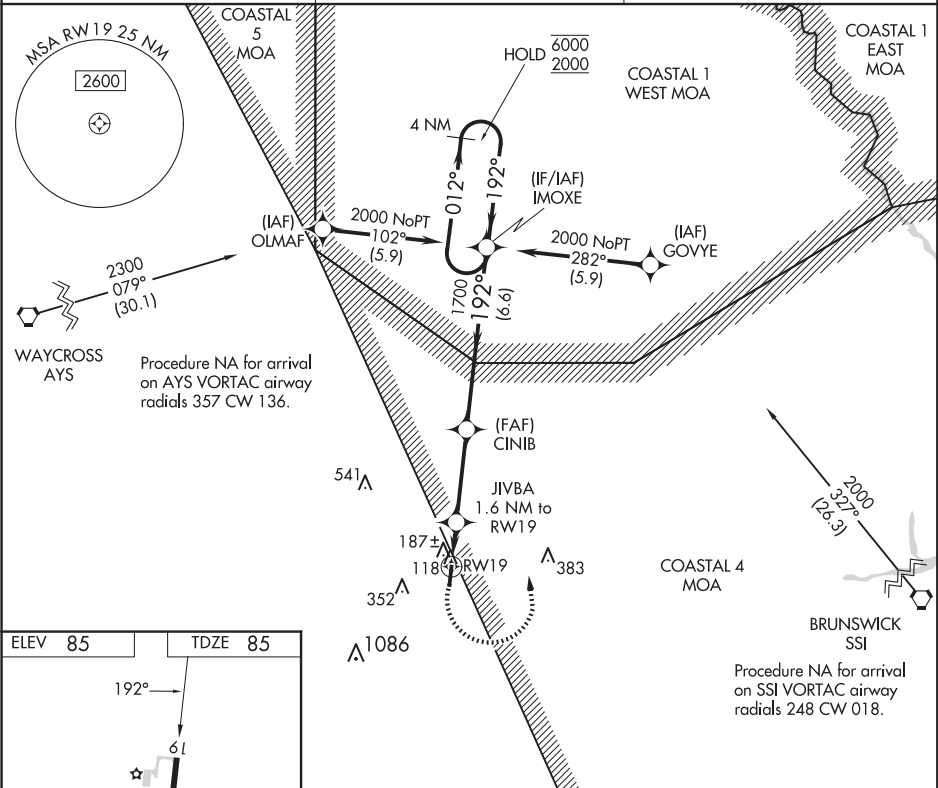 MSA RW19 25 NM
2600
COASTAL
5
MOA
HOLD
6000
2000
COASTAL 1
WEST MOA
COASTAL 1
EAST
MOA
4 NM
012°
192°
(IF/IAF)
IMOXE
(IAF)
OLMAF
2000 NoPT
102°
(5.9)
2000 NoPT
282°
(5.9)
(IAF)
GOVYE
2300
079°
(30.1)
1700
192°
(6.6)
WAYCROSS
AYS
Procedure NA for arrival
on AYS VORTAC airway
radials 357 CW 136.
(FAF)
CINIB
541
JIVBA
1.6 NM to
RW19
187±
118
RW19
383
352
1086
COASTAL 4
MOA
2000
327°
(26.3)
BRUNSWICK
SSI
Procedure NA for arrival
on SSI VORTAC airway
radials 248 CW 018.
ELEV 85
TDZE 85
192°
19